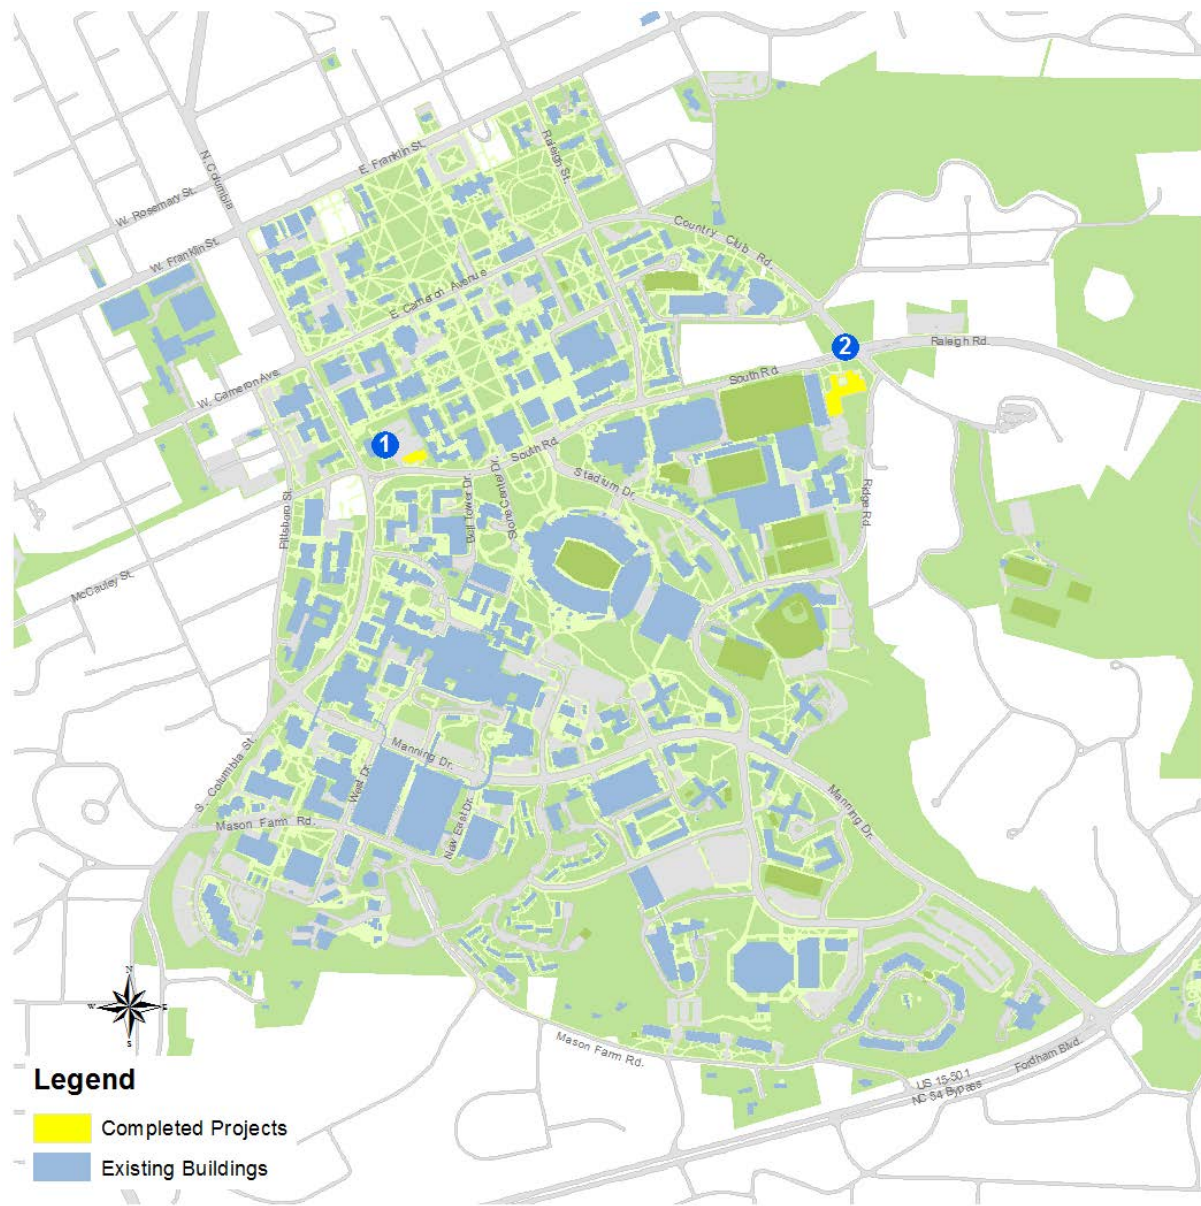 E. Franklin St.
Raleigh St.
N. Columbia
W. Rosemary St.
W. Franklin St.
Country Club Rd.
E. Cameron Avenue
2
Raleigh Rd.
South Rd.
W. Cameron Ave.
1
South Rd.
Stadium Dr.
Pittsboro St.
Bell Tower Dr.
Stone Center Dr.
Ridge Rd.
McCauley St.
Manning Dr.
S. Columbia St.
West Dr.
Manning Dr.
Mason Farm Rd.
New East Dr.
N
W
E
S
Mason Farm Rd.
US 15-501
Fordham Blvd.
NC 54 Bypass
Legend
Completed Projects
Existing Buildings